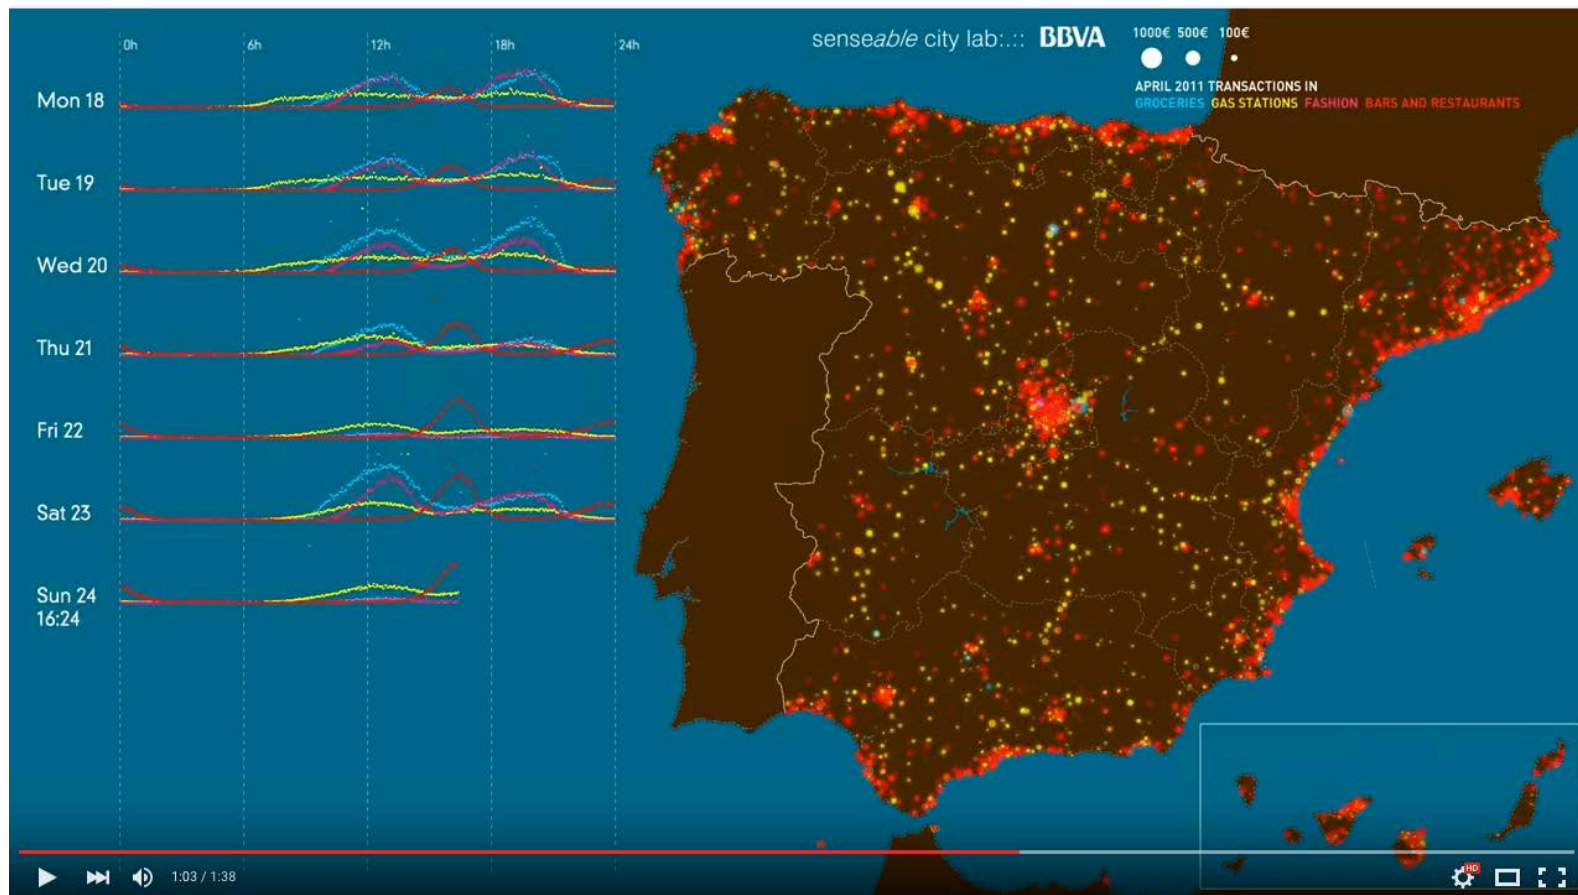 0h 6h 12h 18h 24h
senseable city lab:.:: BBVA
1000€ 500€ 100€
APRIL 2011 TRANSACTIONS IN
GROCERIES GAS STATIONS FASHION BARS AND RESTAURANTS
Mon 18
Tue 19
Wed 20
Thu 21
Fri 22
Sat 23
Sun 24
16:24
1:03 / 1:38
HD